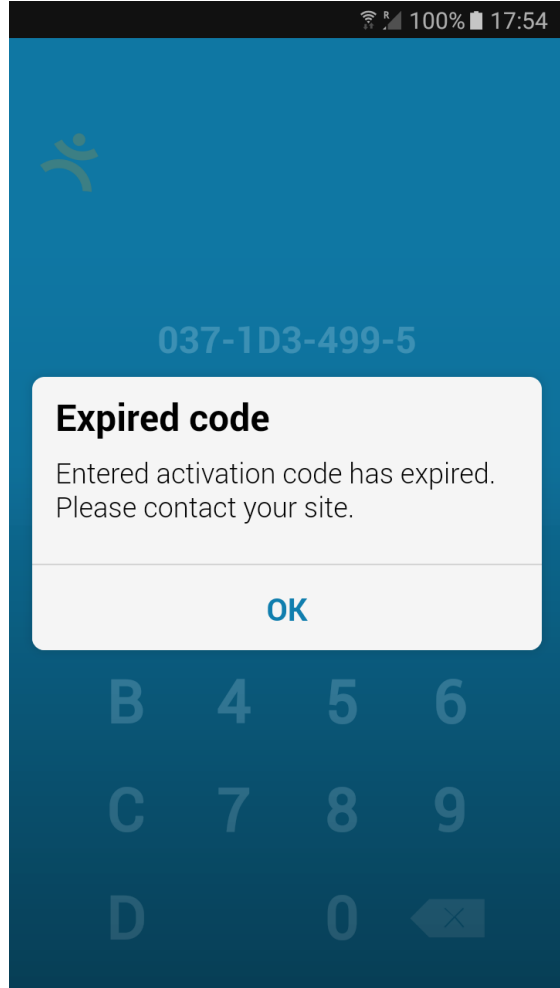 R 100% 17:54
037-1D3-499-5
Expired code
Entered activation code has expired.
Please contact your site.
OK
B 4 5 6
C 7 8 9
D 0